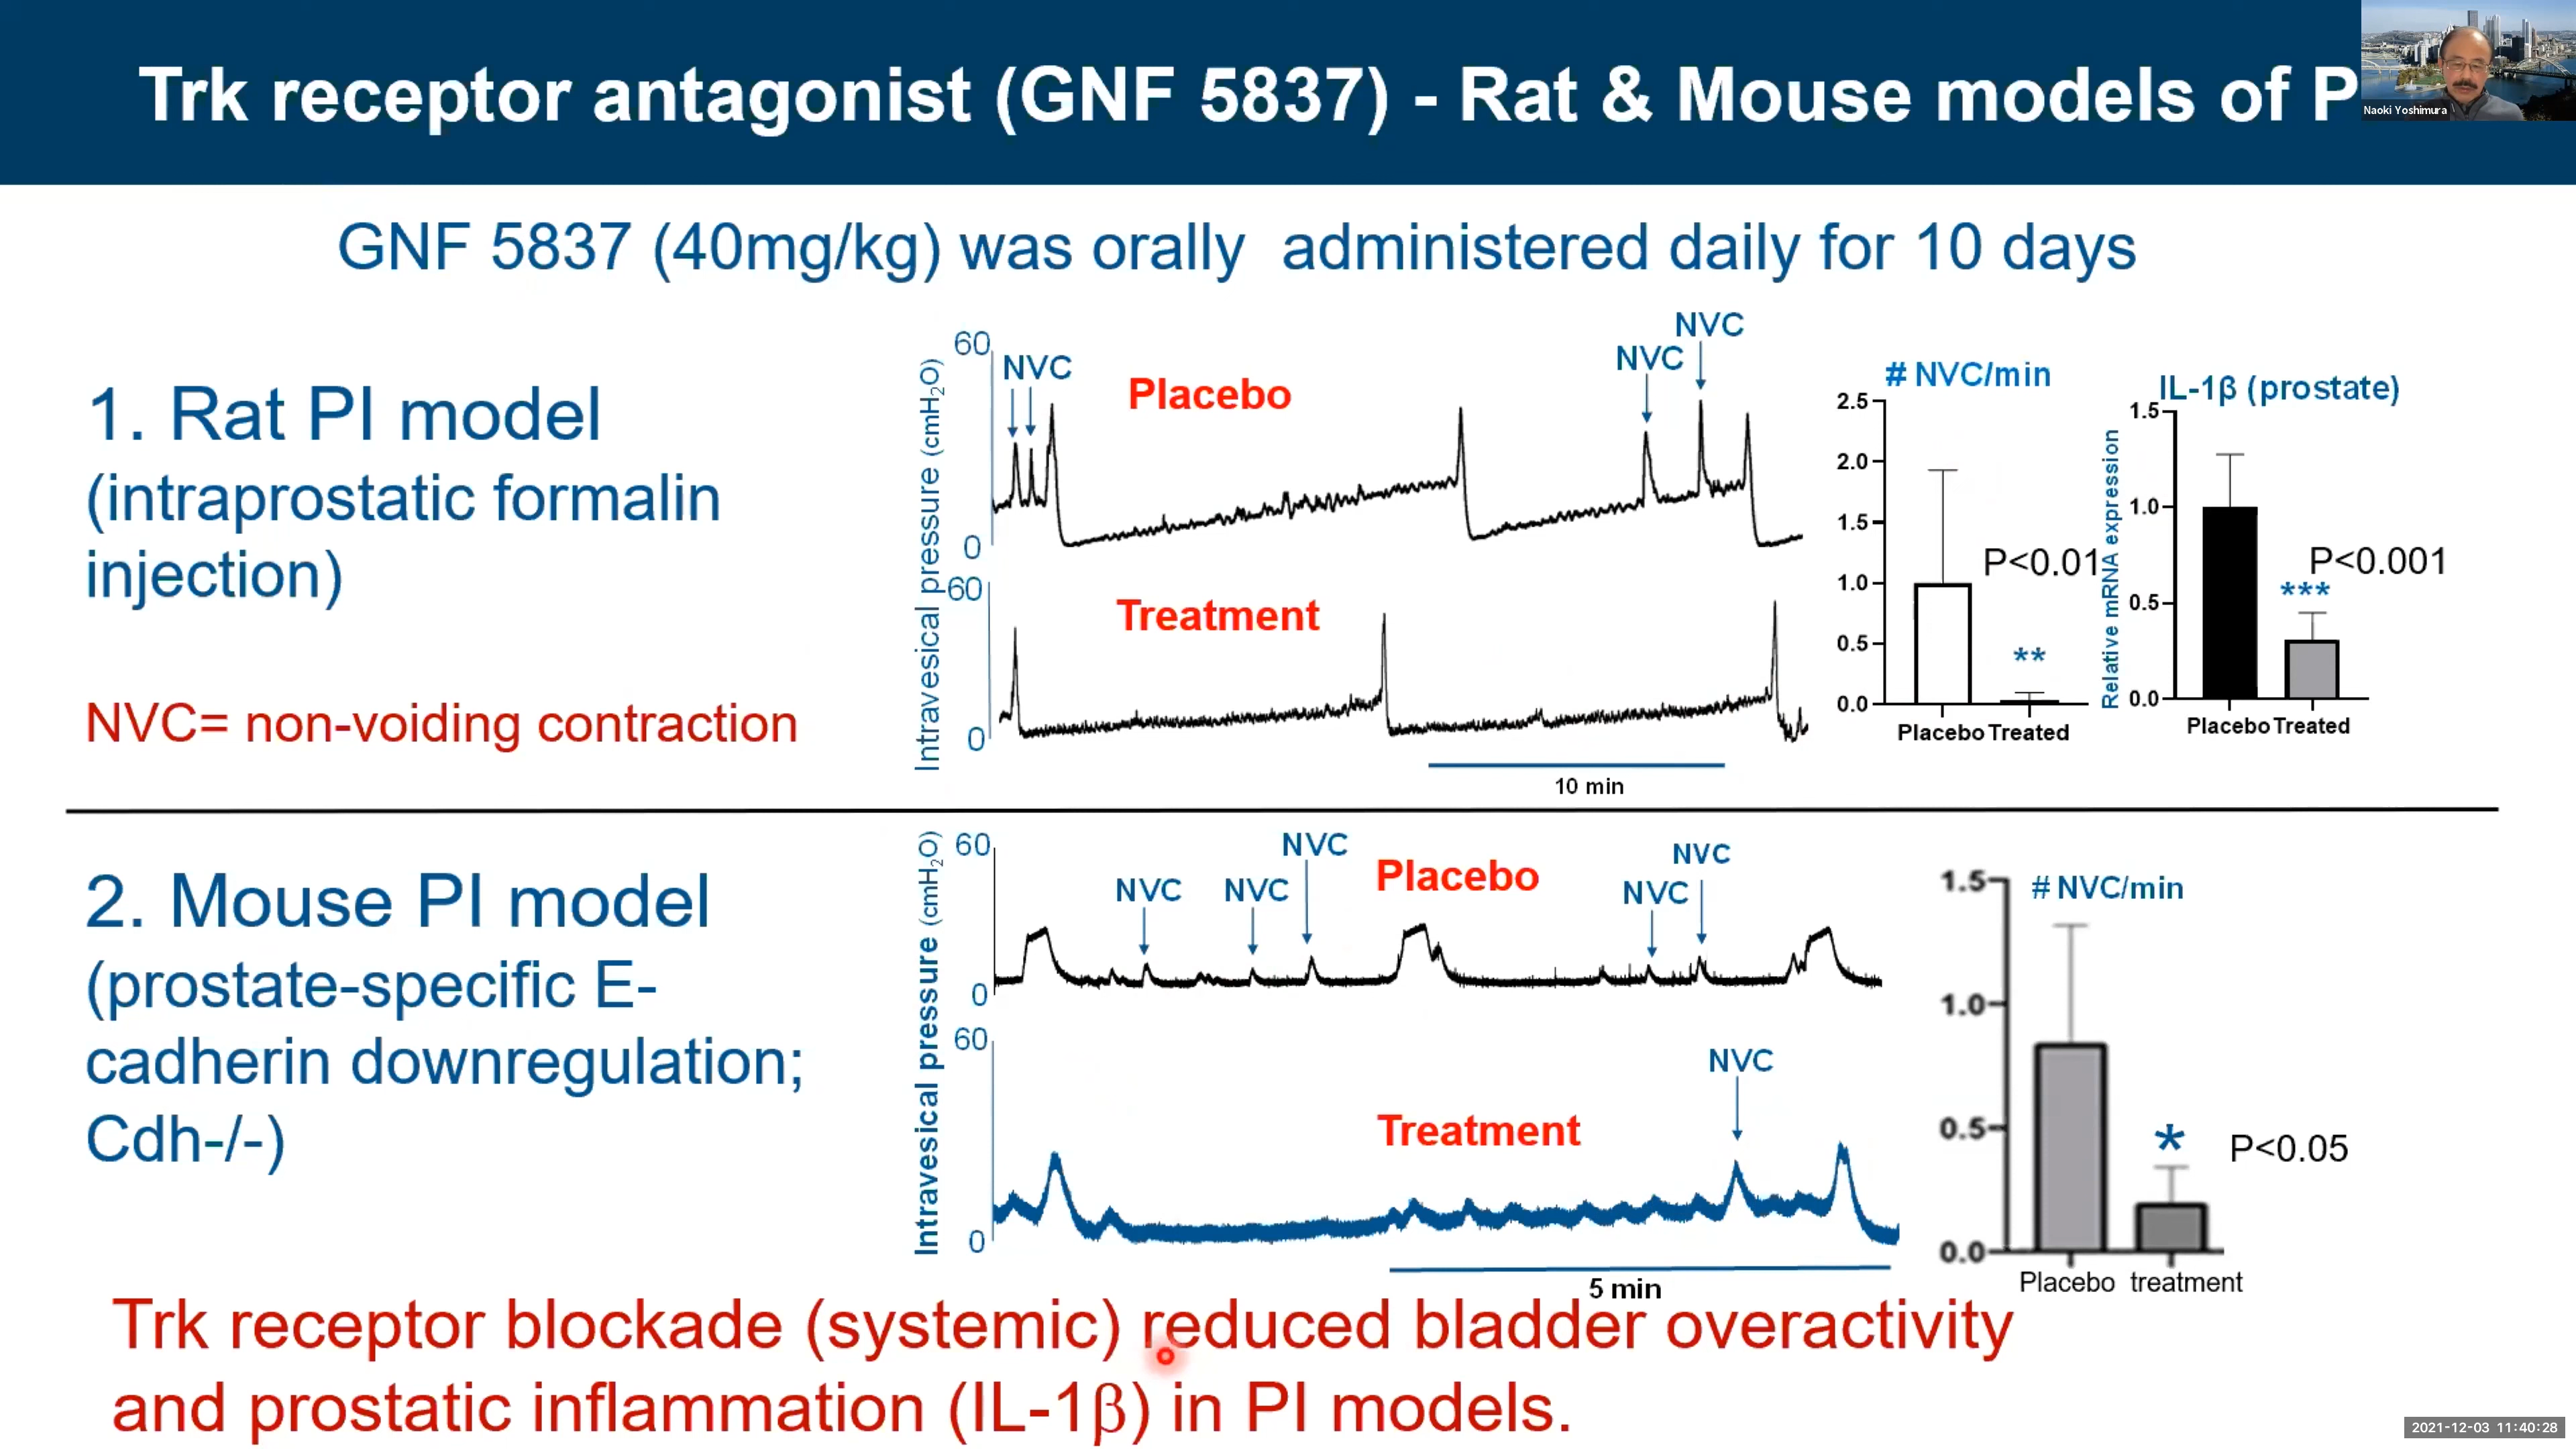 Trk receptor antagonist (GNF 5837) - Rat & Mouse models of P
Naoki Yoshimura
GNF 5837 (40mg/kg) was orally administered daily for 10 days
1. Rat PI model
(intraprostatic formalin
injection)
NVC= non-voiding contraction
Intravesical pressure (cmH2O)
60
NVC
Placebo
NVC
NVC
0
60
Treatment
0
10 min
# NVC/min
2.5
2.0
1.5
1.0
0.5
0.0
P<0.01
**
Placebo Treated
IL-1β (prostate)
Relative mRNA expression
1.5
1.0
0.5
0.0
P<0.001
***
Placebo Treated
2. Mouse PI model
(prostate-specific E-
cadherin downregulation;
Cdh-/-)
Intravesical pressure (cmH2O)
60
NVC
NVC
NVC
Placebo
NVC
NVC
0
60
NVC
Treatment
0
5 min
# NVC/min
1.5
1.0
0.5
0.0
*
P<0.05
Placebo treatment
Trk receptor blockade (systemic) reduced bladder overactivity
and prostatic inflammation (IL-1β) in PI models.
2021-12-03 11:40:28